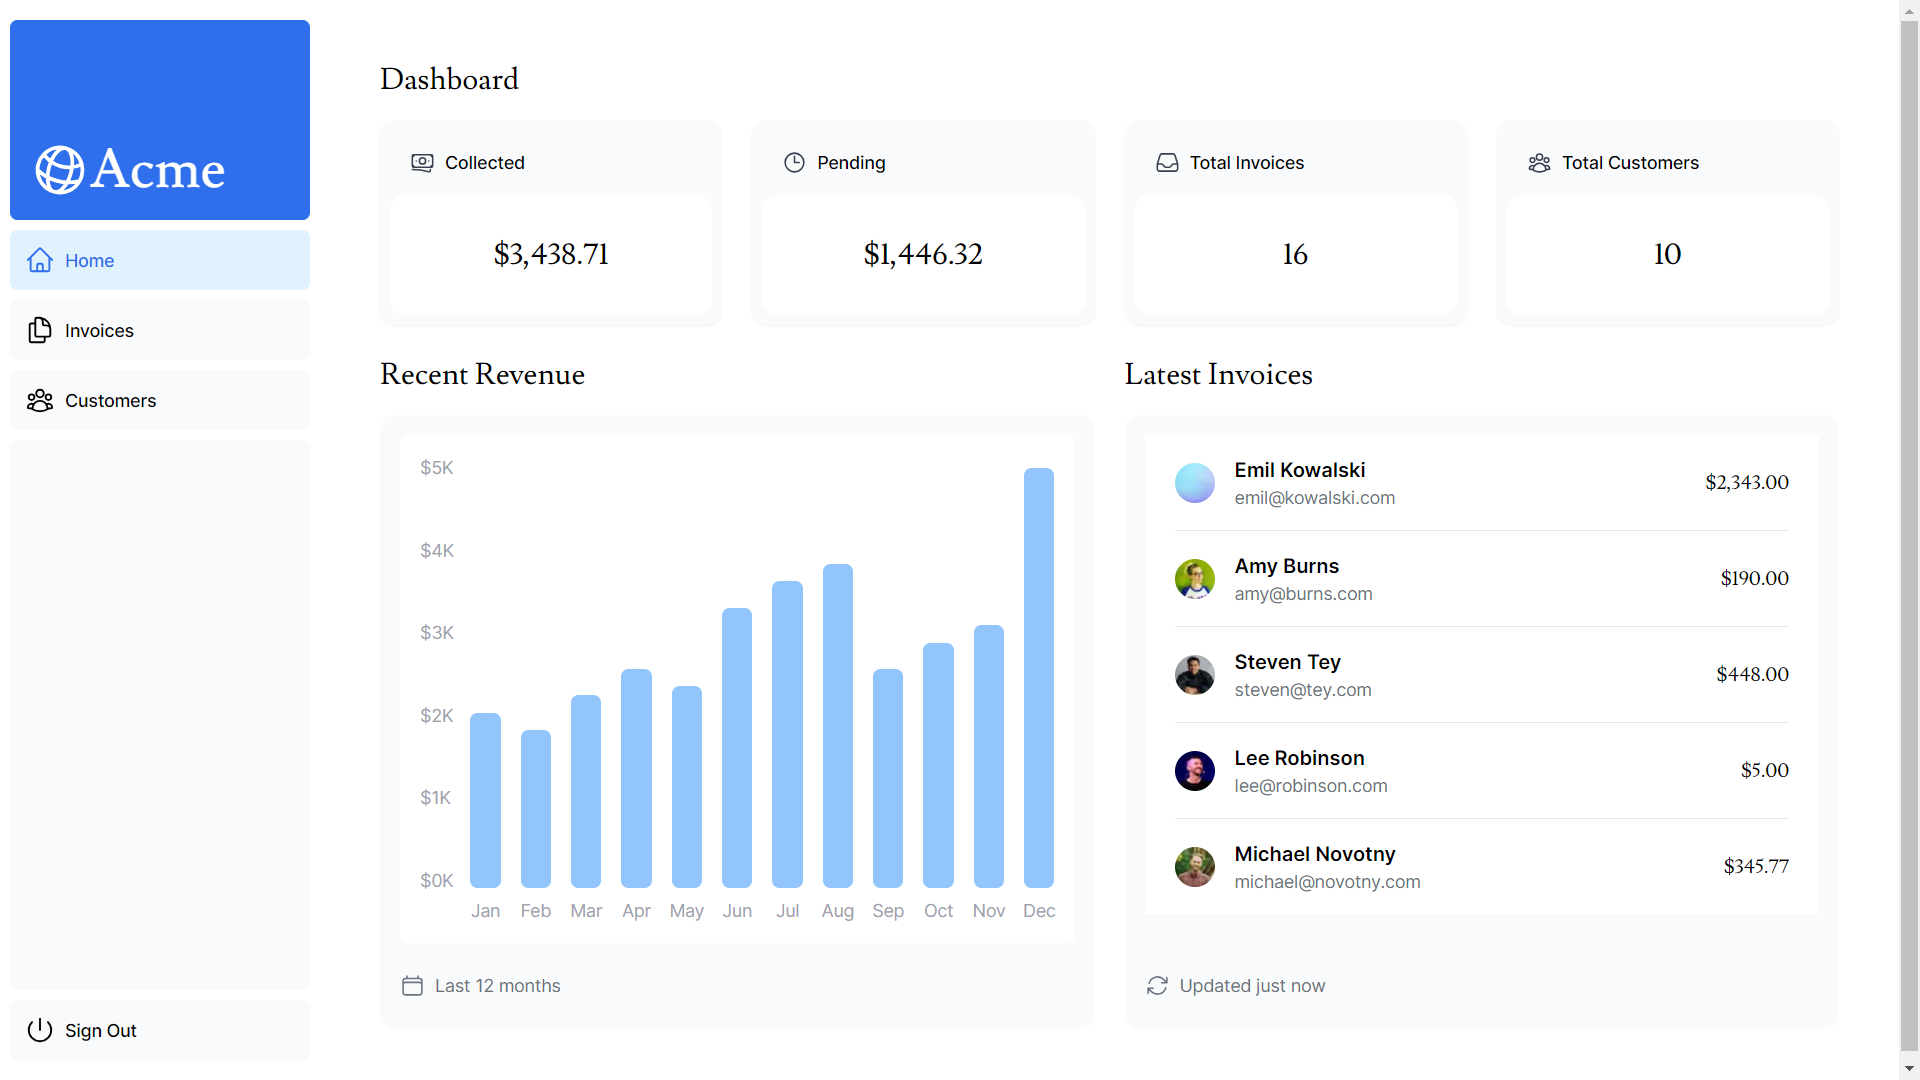 Acme
Home
Invoices
Customers
Sign Out
Dashboard
Collected
$3,438.71
Pending
$1,446.32
Total Invoices
16
Total Customers
10
Recent Revenue
$5K
$4K
$3K
$2K
$1K
$0K
Jan Feb Mar Apr May Jun Jul Aug Sep Oct Nov Dec
Last 12 months
Latest Invoices
Emil Kowalski
emil@kowalski.com
$2,343.00
Amy Burns
amy@burns.com
$190.00
Steven Tey
steven@tey.com
$448.00
Lee Robinson
lee@robinson.com
$5.00
Michael Novotny
michael@novotny.com
$345.77
Updated just now